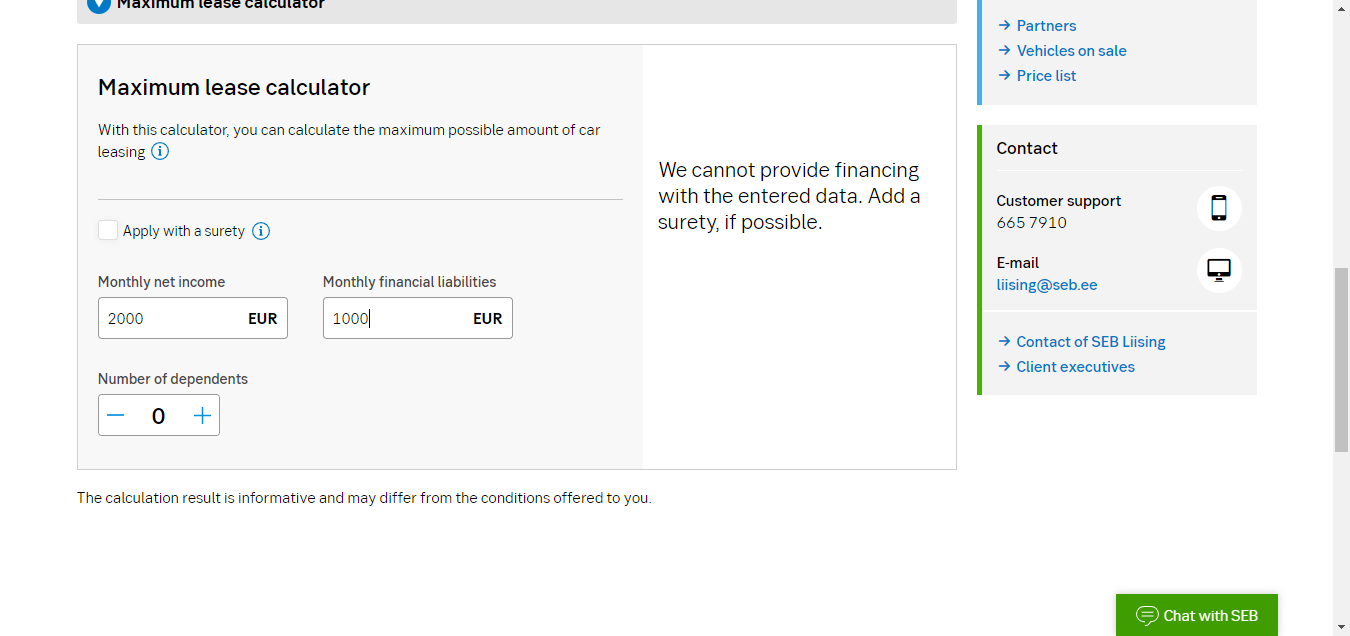 Maximum lease calculator
Maximum lease calculator
With this calculator, you can calculate the maximum possible amount of car
leasing
Apply with a surety
Monthly net income
Monthly financial liabilities
2000 EUR
1000 EUR
Number of dependents
0
We cannot provide financing
with the entered data. Add a
surety, if possible.
The calculation result is informative and may differ from the conditions offered to you.
Partners
Vehicles on sale
Price list
Contact
Customer support
665 7910
E-mail
liising@seb.ee
Contact of SEB Liising
Client executives
Chat with SEB